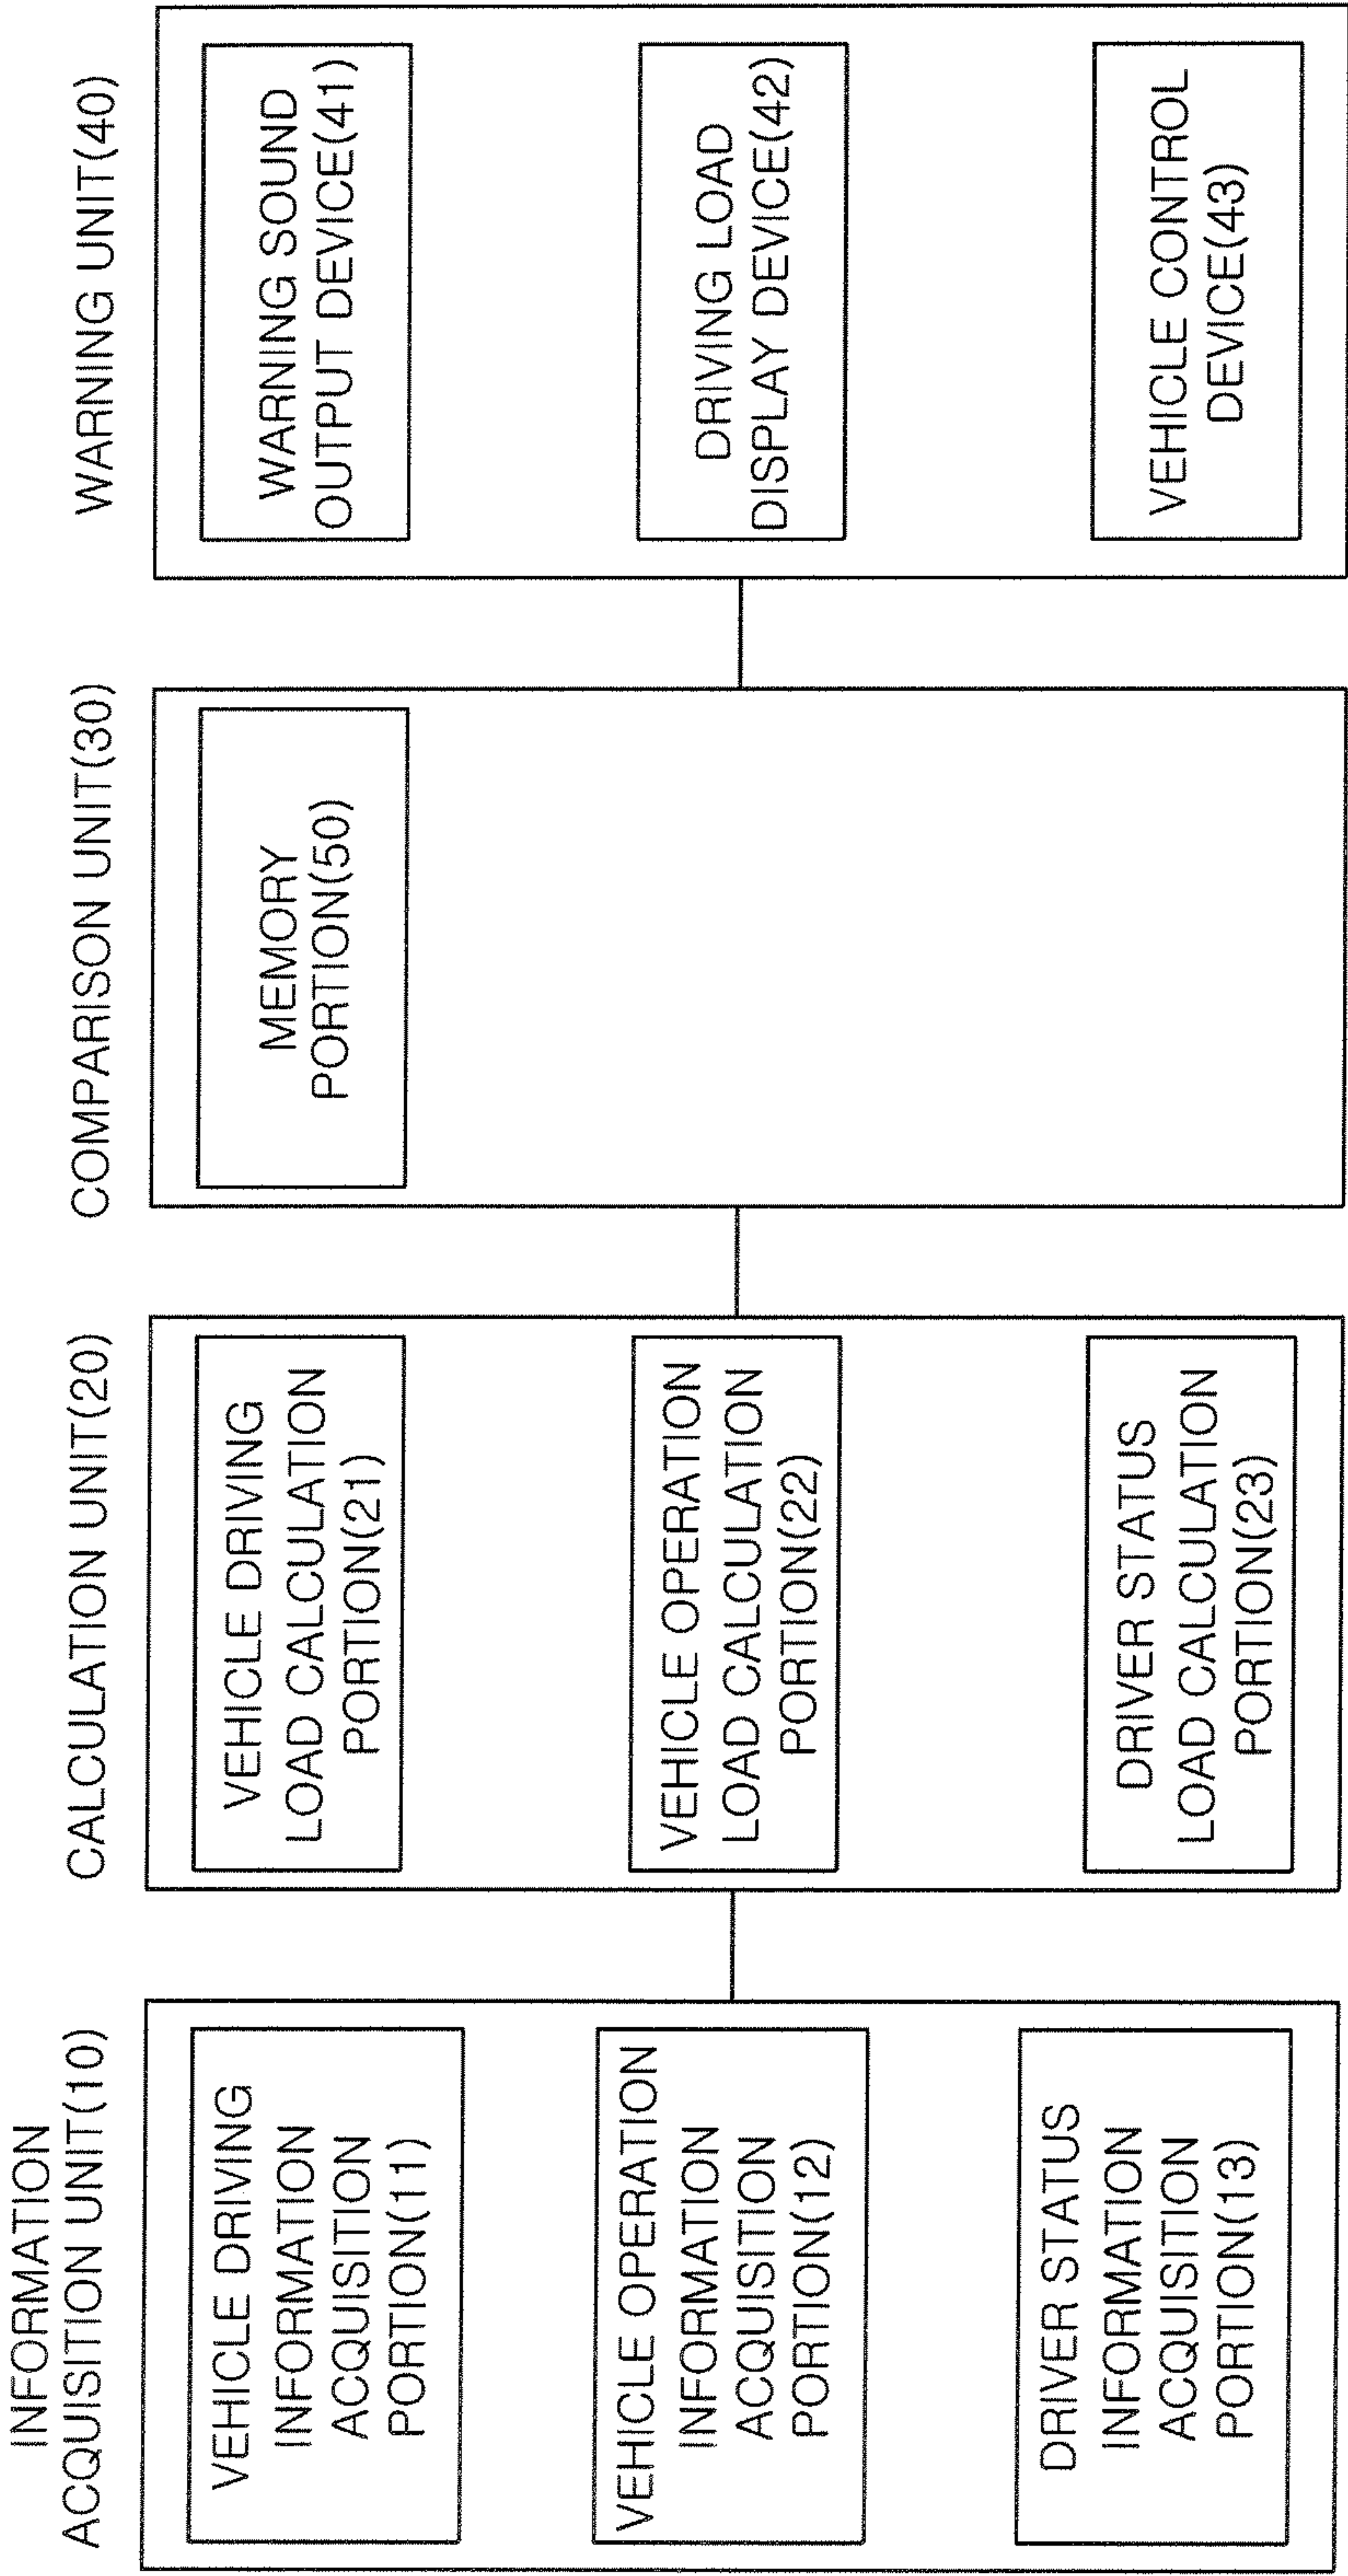 INFORMATION
ACQUISITION UNIT(10)
VEHICLE DRIVING
INFORMATION
ACQUISITION
PORTION(11)
VEHICLE OPERATION
INFORMATION
ACQUISITION
PORTION(12)
DRIVER STATUS
INFORMATION
ACQUISITION
PORTION(13)
CALCULATION UNIT(20)
VEHICLE DRIVING
LOAD CALCULATION
PORTION(21)
VEHICLE OPERATION
LOAD CALCULATION
PORTION(22)
DRIVER STATUS
LOAD CALCULATION
PORTION(23)
COMPARISON UNIT(30)
MEMORY
PORTION(50)
WARNING UNIT(40)
WARNING SOUND
OUTPUT DEVICE(41)
DRIVING LOAD
DISPLAY DEVICE(42)
VEHICLE CONTROL
DEVICE(43)